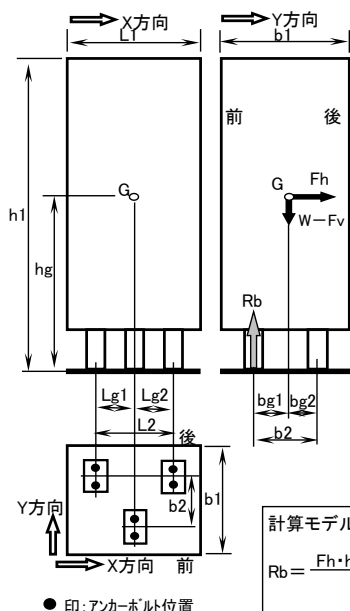 X方向
L1
Y方向
b1
前
後
G
G
Fh
W－Fv
h1
hg
Rb
Lg1
Lg2
L2
bg1
bg2
b2
後
b2
b1
Y方向
X方向
前
● 印：アンカーボルト位置
計算モデル
Rb＝ Fh・h